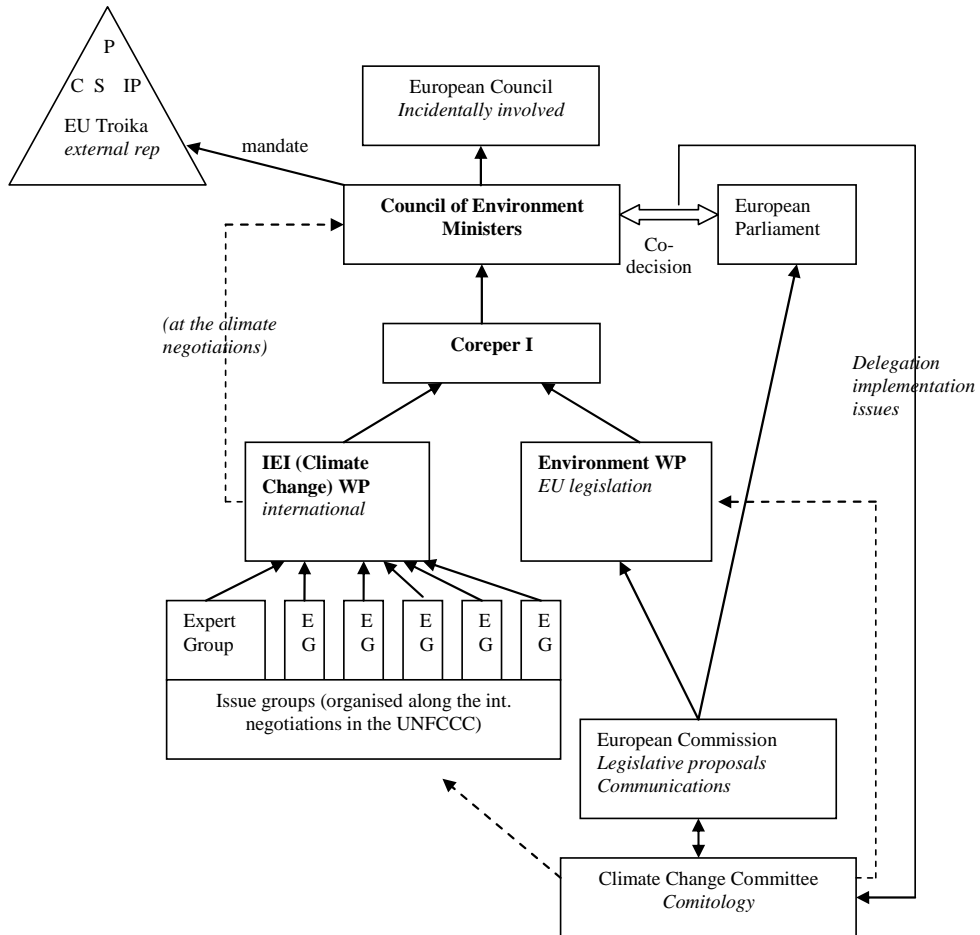 P
C S IP
EU Troika
external rep
mandate
European Council
Incidentally involved
Council of Environment
Ministers
Co-
decision
European
Parliament
(at the climate
negotiations)
Coreper I
Delegation
implementation
issues
IEI (Climate
Change) WP
international
Environment WP
EU legislation
Expert
Group
E
G
E
G
E
G
E
G
E
G
Issue groups (organised along the int.
negotiations in the UNFCCC)
European Commission
Legislative proposals
Communications
Climate Change Committee
Comitology